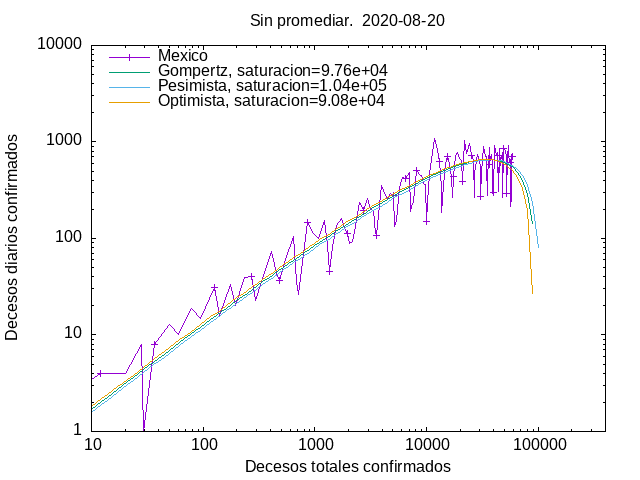 Sin promediar.  2020-08-20
Mexico
Gompertz, saturacion=9.76e+04
Pesimista, saturacion=1.04e+05
Optimista, saturacion=9.08e+04
Decesos diarios confirmados
10000
1000
100
10
1
10 100 1000 10000 100000
Decesos totales confirmados